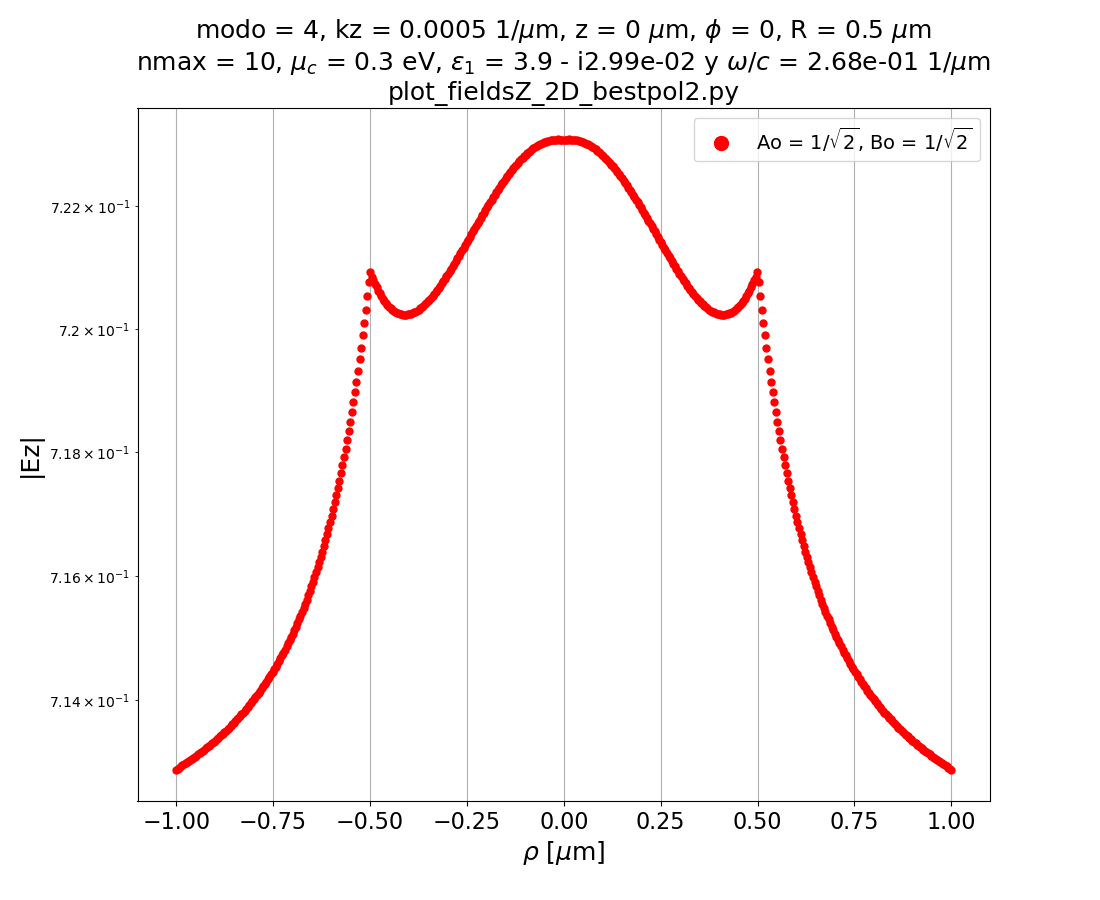 modo = 4, kz = 0.0005 1/μm, z = 0 μm, ϕ = 0, R = 0.5 μm
nmax = 10, μ_c = 0.3 eV, ε₁ = 3.9 - i2.99e-02 y ω/c = 2.68e-01 1/μm
plot_fieldsZ_2D_bestpol2.py
Ao = 1/√2, Bo = 1/√2
|Ez|
7.22 × 10⁻¹
7.2 × 10⁻¹
7.18 × 10⁻¹
7.16 × 10⁻¹
7.14 × 10⁻¹
−1.00 −0.75 −0.50 −0.25 0.00 0.25 0.50 0.75 1.00
ρ [μm]